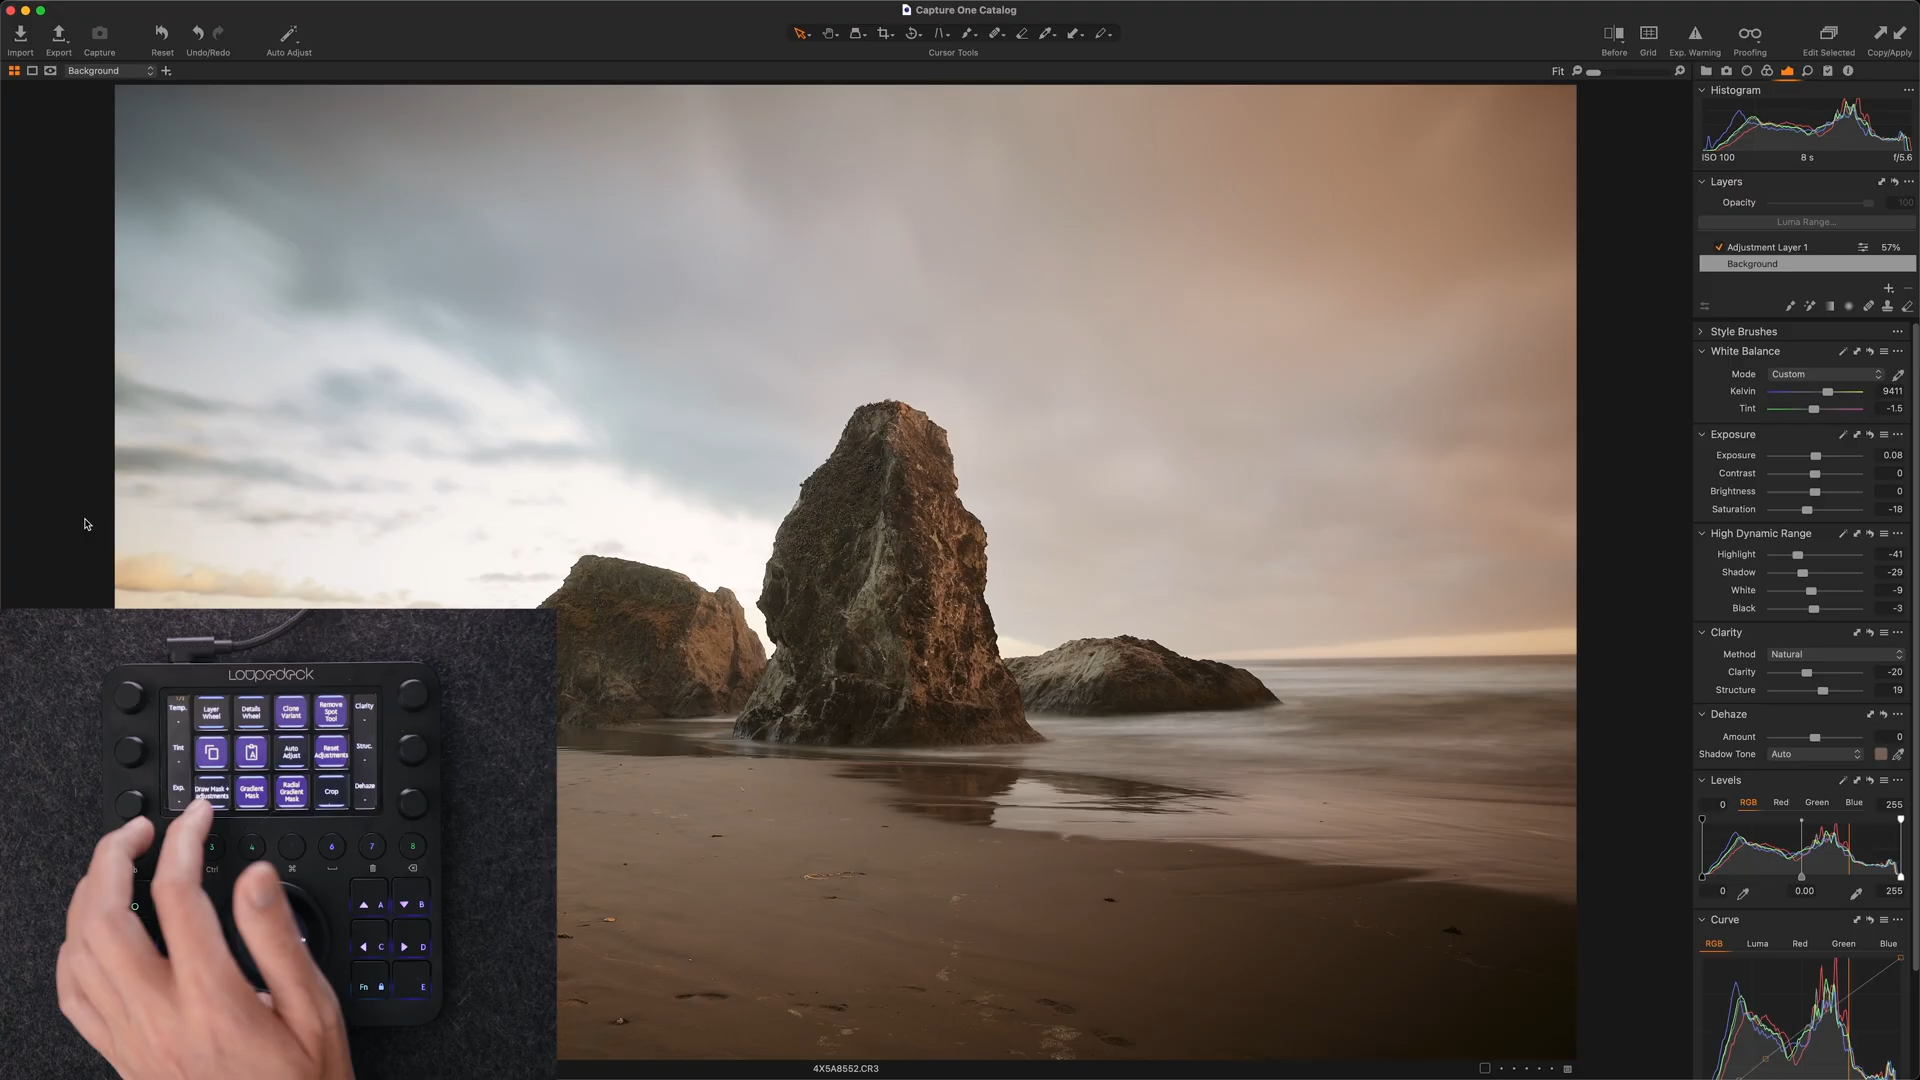 Capture One Catalog
Import Export Capture Reset Undo/Redo Auto Adjust Cursor Tools Before Grid Exp. Warning Proofing Edit Selected Copy/Apply
Background Fit
Histogram
ISO 100 8 s f/5.6
Layers
Opacity 100
Luma Range...
Adjustment Layer 1 57%
Background
Style Brushes
White Balance
Mode Custom
Kelvin 9411
Tint -1.5
Exposure
Exposure 0.08
Contrast 0
Brightness 0
Saturation -18
High Dynamic Range
Highlight -41
Shadow -29
White -9
Black -3
Clarity
Method Natural
Clarity -20
Structure 19
Dehaze
Amount 0
Shadow Tone Auto
Levels
0 RGB Red Green Blue 255
0 0.00 255
Curve
RGB Luma Red Green Blue
4X5A8552.CR3
Loupedeck
Temp. Layer Wheel Details Wheel Clone Variant Remove Spot Tool Clarity
Tint A Auto Adjust Reset Adjustments Struc.
Exp. Draw Mask + adjustments Gradient Mask Radial Gradient Mask Crop Dehaze
3 4 6 7 8
Ctrl
A B
C D
Fn E